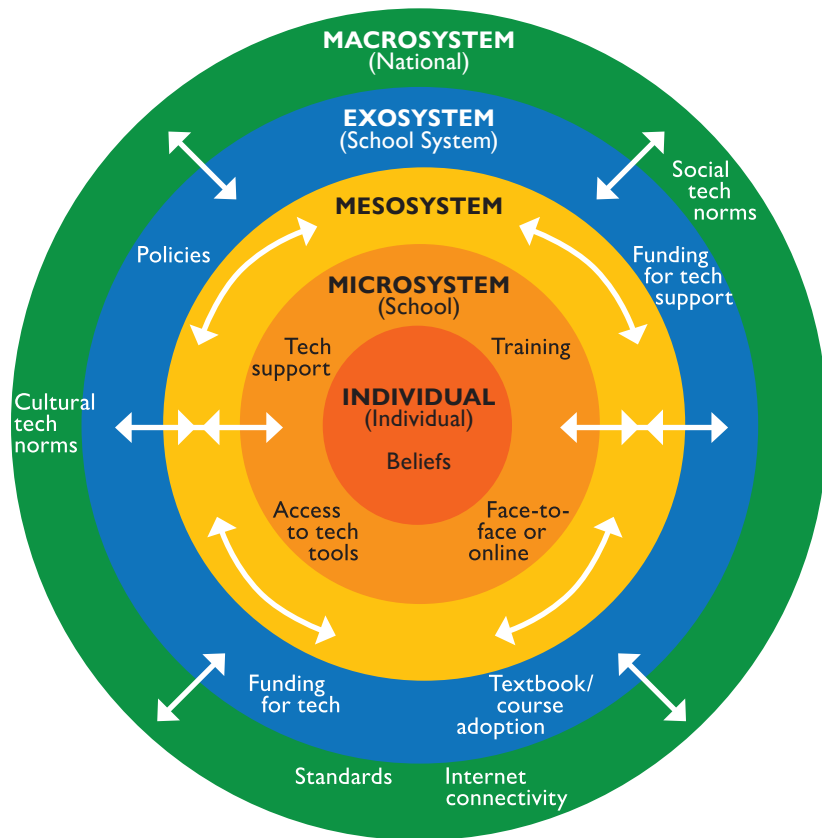 MACROSYSTEM
(National)
EXOSYSTEM
(School System)
Social
tech
norms
MESOSYSTEM
Policies
Funding
for tech
support
MICROSYSTEM
(School)
Tech
support
Training
INDIVIDUAL
(Individual)
Beliefs
Cultural
tech
norms
Access
to tech
tools
Face-to-
face or
online
Funding
for tech
Textbook/
course
adoption
Standards
Internet
connectivity